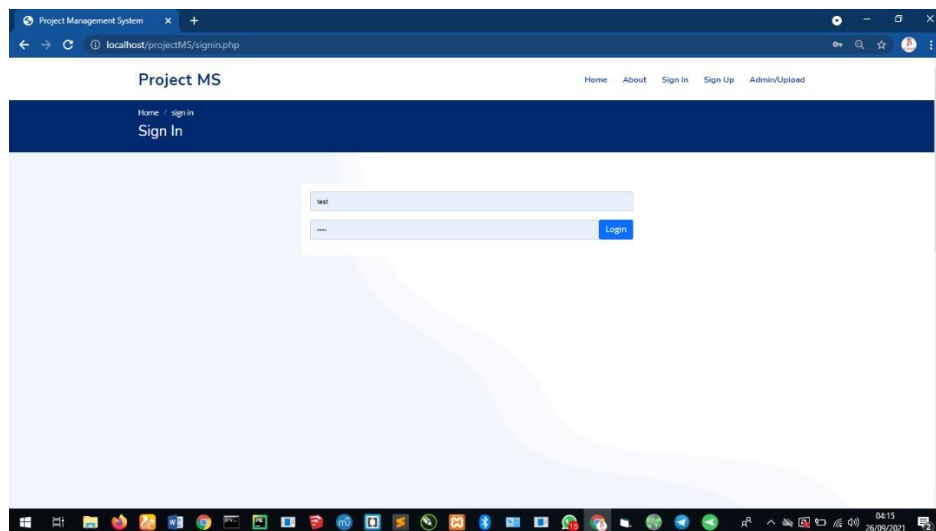 Project Management System
localhost/projectMS/signin.php
Project MS
Home About Sign In Sign Up Admin/Upload
Home / sign in
Sign In
test
Login
04:15
26/09/2021